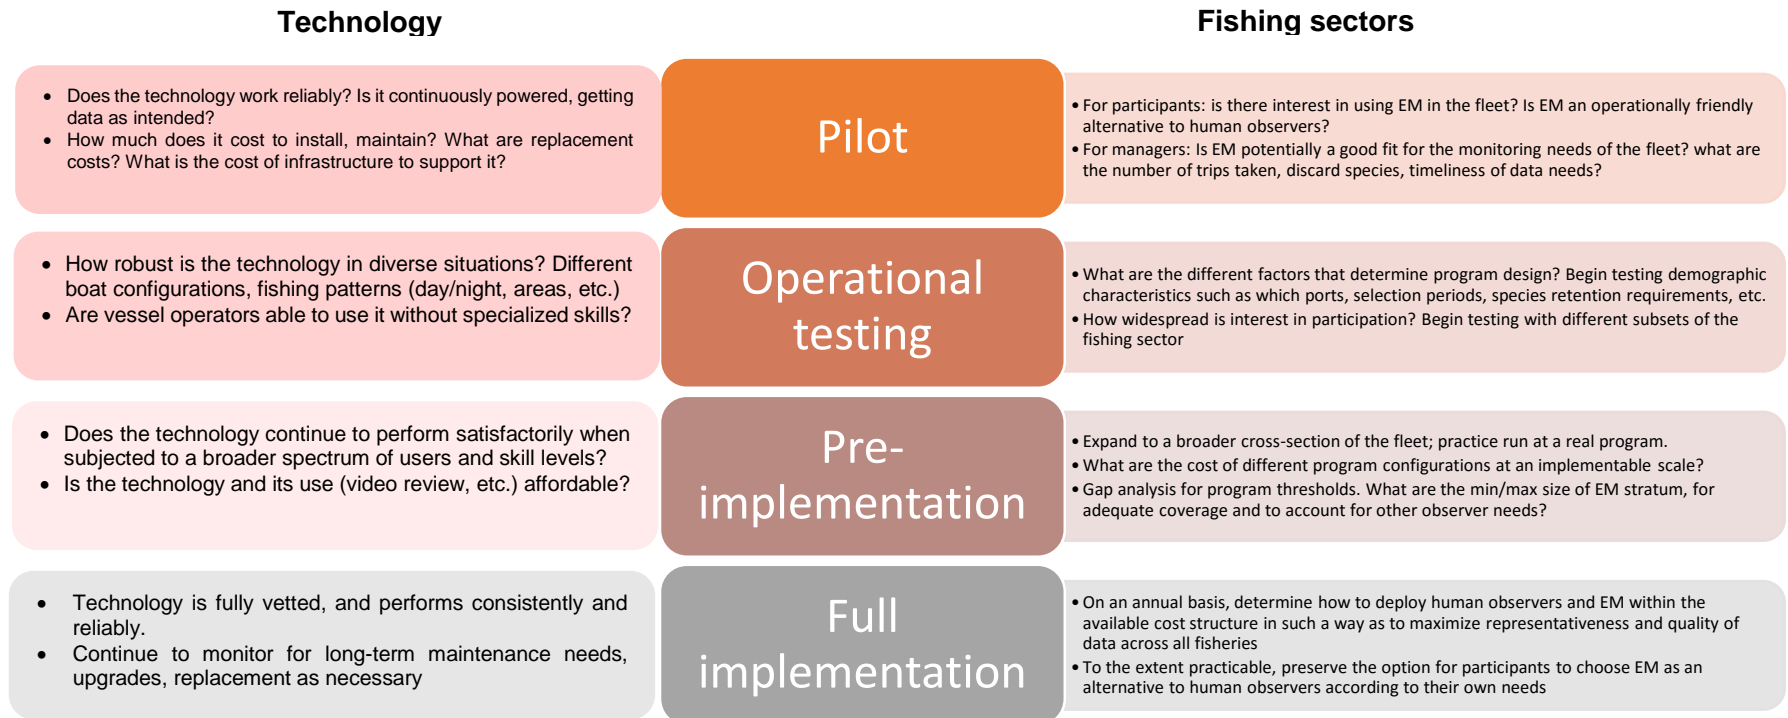 Technology
Fishing sectors
• Does the technology work reliably? Is it continuously powered, getting
data as intended?
• How much does it cost to install, maintain? What are replacement
costs? What is the cost of infrastructure to support it?
Pilot
• For participants: is there interest in using EM in the fleet? Is EM an operationally friendly
alternative to human observers?
• For managers: Is EM potentially a good fit for the monitoring needs of the fleet? what are
the number of trips taken, discard species, timeliness of data needs?
• How robust is the technology in diverse situations? Different
boat configurations, fishing patterns (day/night, areas, etc.)
• Are vessel operators able to use it without specialized skills?
Operational
testing
• What are the different factors that determine program design? Begin testing demographic
characteristics such as which ports, selection periods, species retention requirements, etc.
• How widespread is interest in participation? Begin testing with different subsets of the
fishing sector
• Does the technology continue to perform satisfactorily when
subjected to a broader spectrum of users and skill levels?
• Is the technology and its use (video review, etc.) affordable?
Pre-
implementation
• Expand to a broader cross-section of the fleet; practice run at a real program.
• What are the cost of different program configurations at an implementable scale?
• Gap analysis for program thresholds. What are the min/max size of EM stratum, for
adequate coverage and to account for other observer needs?
• Technology is fully vetted, and performs consistently and
reliably.
• Continue to monitor for long-term maintenance needs,
upgrades, replacement as necessary
Full
implementation
• On an annual basis, determine how to deploy human observers and EM within the
available cost structure in such a way as to maximize representativeness and quality of
data across all fisheries
• To the extent practicable, preserve the option for participants to choose EM as an
alternative to human observers according to their own needs